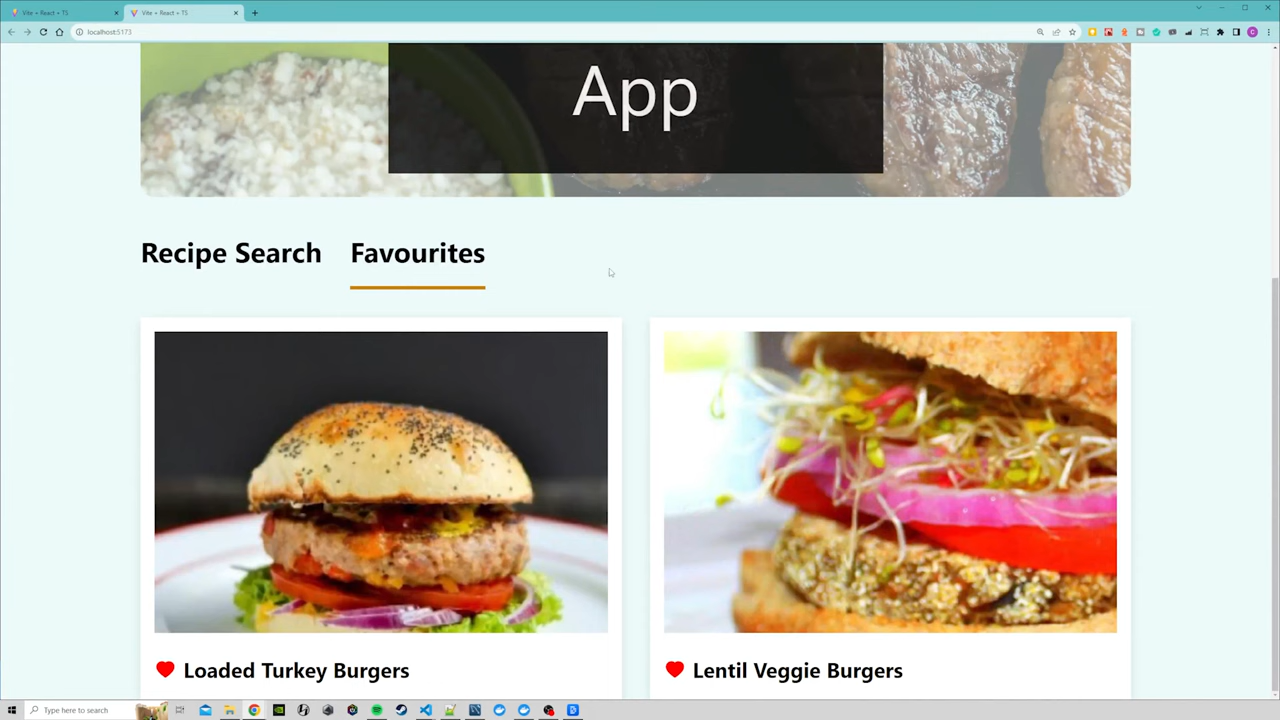 Vite + React + TS
Vite + React + TS
localhost:5173
App
Recipe Search
Favourites
Loaded Turkey Burgers
Lentil Veggie Burgers
Type here to search